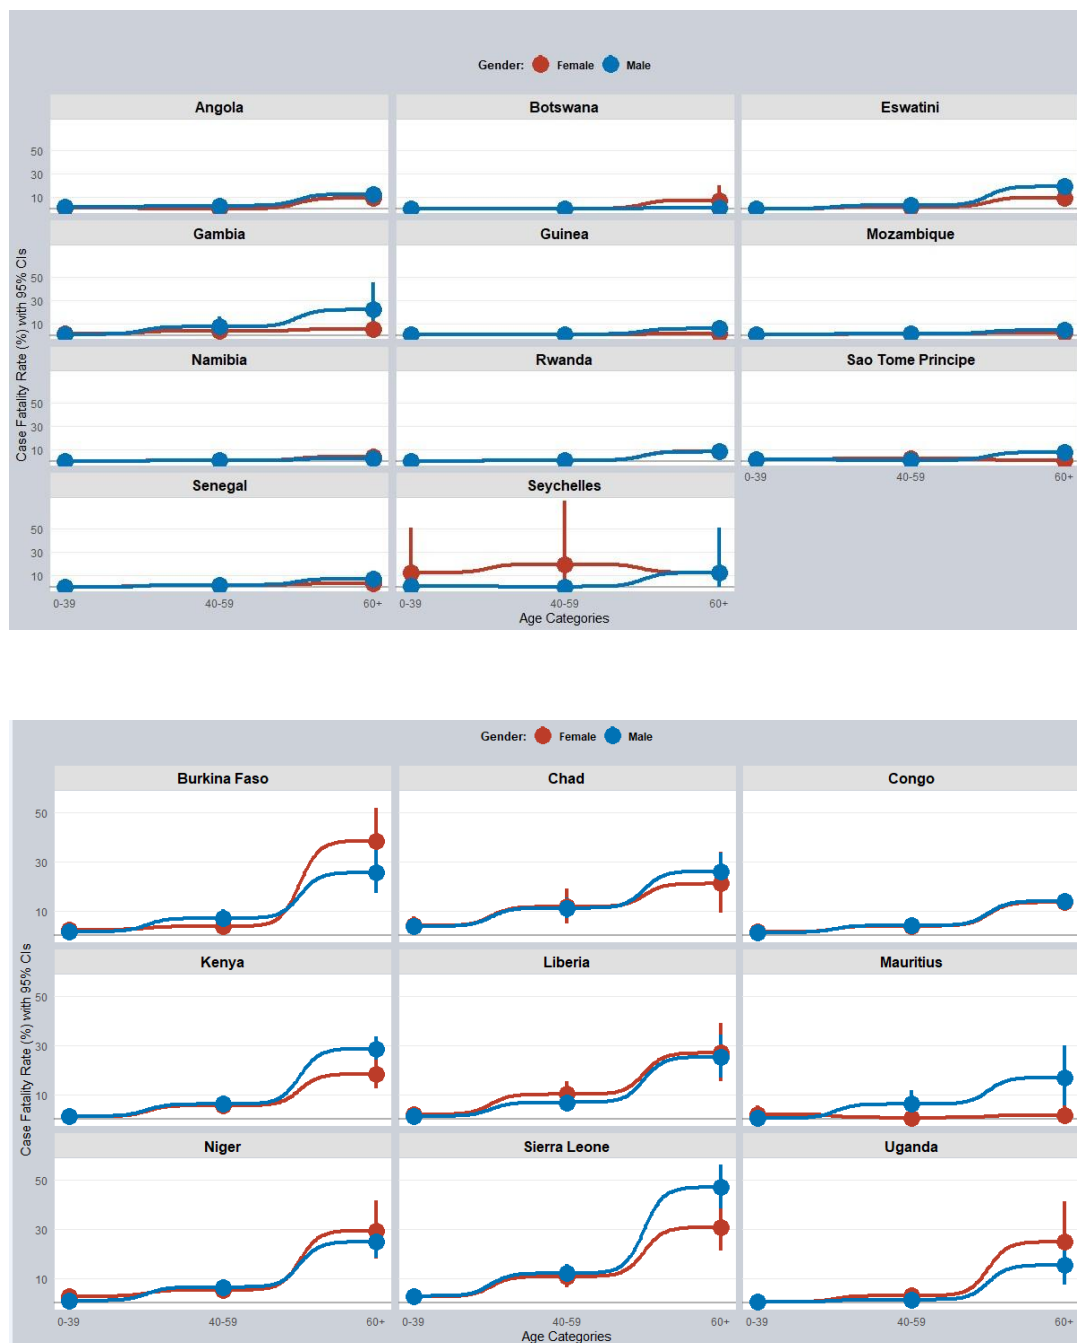 Gender: Female Male
Angola Botswana Eswatini
50
30
10
Gambia Guinea Mozambique
50
30
10
Namibia Rwanda Sao Tome Principe
50
30
10
0-39 40-59 60+
Senegal Seychelles
50
30
10
0-39 40-59 60+ 0-39 40-59 60+
Age Categories
Case Fatality Rate (%) with 95% CIs
Gender: Female Male
Burkina Faso Chad Congo
50
30
10
Kenya Liberia Mauritius
50
30
10
Niger Sierra Leone Uganda
50
30
10
0-39 40-59 60+ 0-39 40-59 60+ 0-39 40-59 60+
Age Categories
Case Fatality Rate (%) with 95% CIs